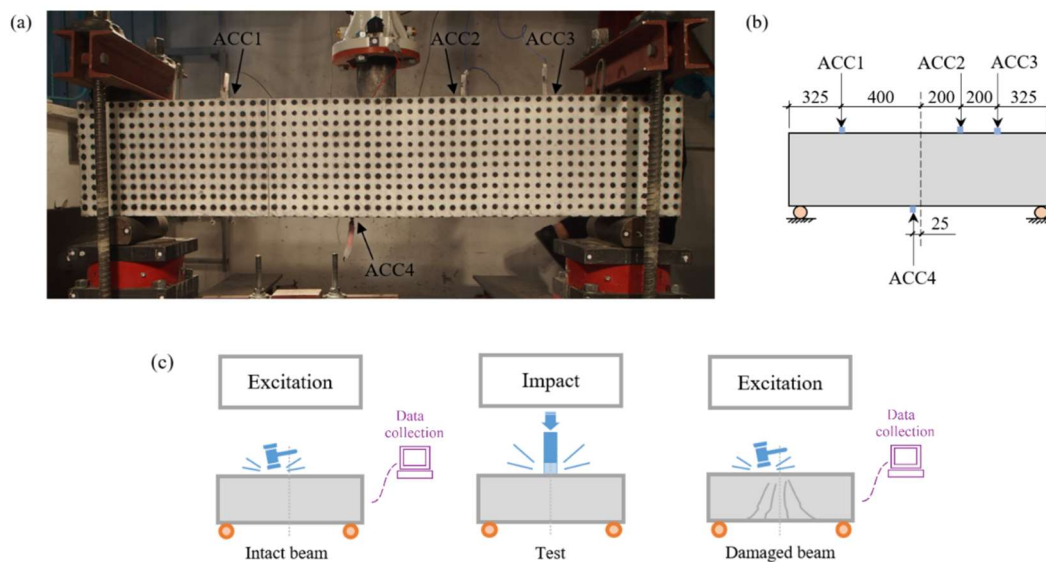 (a)
ACC1
ACC2
ACC3
ACC4
(b)
ACC1
ACC2
ACC3
325
400
200
200
325
25
ACC4
(c)
Excitation
Impact
Excitation
Data
collection
Data
collection
Intact beam
Test
Damaged beam